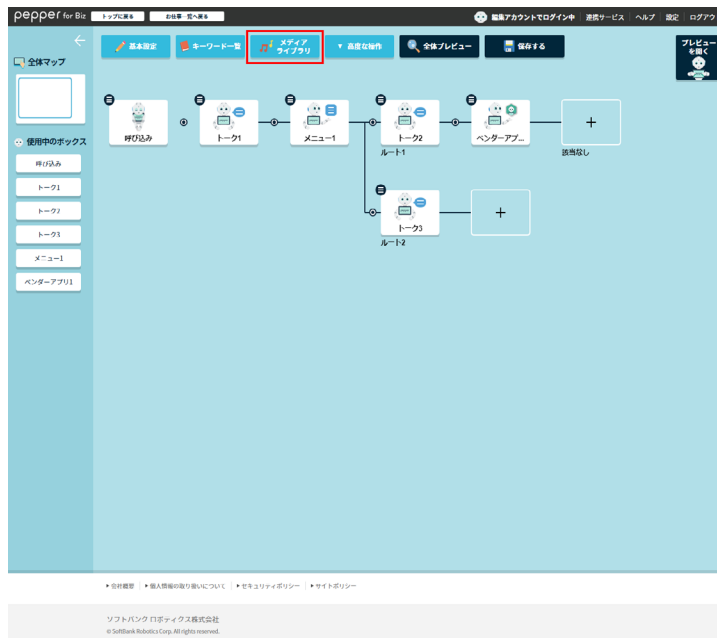 pepper for Biz
トップに戻る
お仕事一覧へ戻る
編集アカウントでログイン中
連携サービス
ヘルプ
設定
ログアウ
全体マップ
基本設定
キーワード一覧
メディア
ライブラリ
▼ 高度な操作
全体プレビュー
保存する
プレビュー
を開く
使用中のボックス
呼び込み
トーク1
トーク2
トーク3
メニュー1
ベンダーアプリ1
呼び込み
トーク1
メニュー1
トーク2
ベンダーアプ...
該当なし
ルート1
トーク3
ルート2
会社概要
個人情報の取り扱いについて
セキュリティポリシー
サイトポリシー
ソフトバンク ロボティクス株式会社
© SoftBank Robotics Corp. All rights reserved.